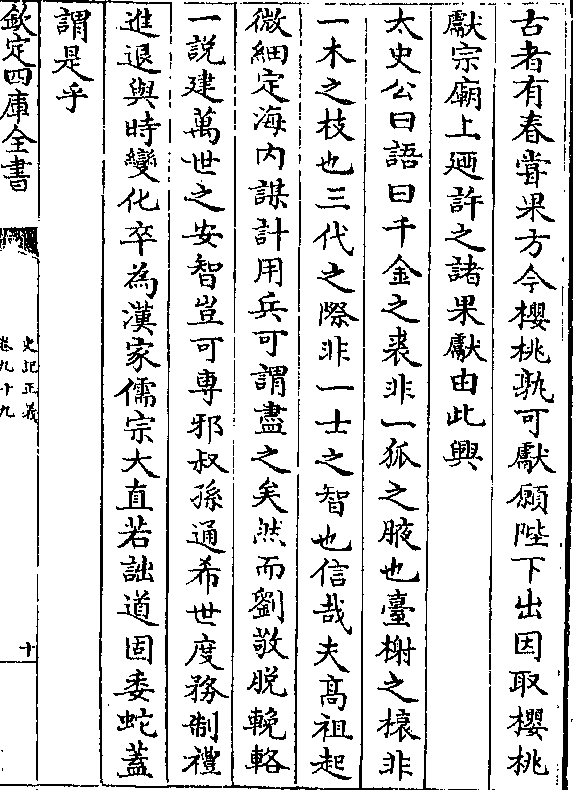 古者有春嘗果方今櫻桃孰可獻願陛下出因取櫻桃
獻宗廟上廼許之諸果獻由此興
太史公曰語曰千金之裘非一狐之腋也臺榭之榱非
一木之枝也三代之際非一士之智也信哉夫髙祖起
微細定海内謀計用兵可謂盡之矣然而劉敬脱輓輅
一說建萬世之安智豈可專邪叔孫通希世度務制禮
進退與時變化卒為漢家儒宗大直若詘道固委蛇蓋
謂是乎
欽定四庫全書
史記正義
卷九十九
十